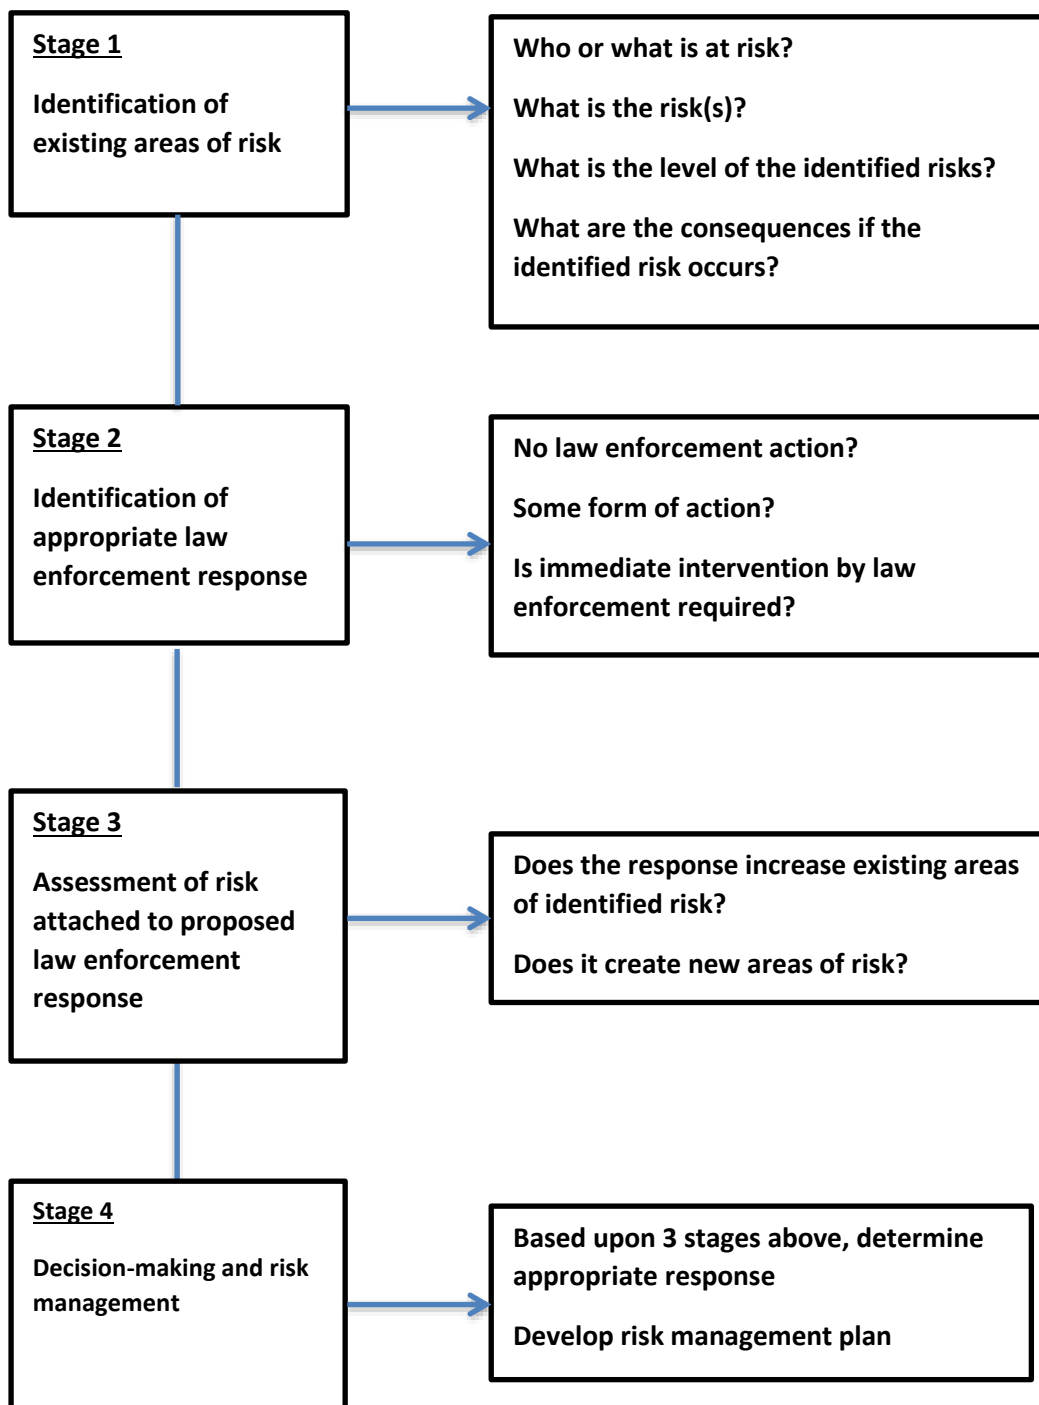 Stage 1
Identification of
existing areas of risk
Who or what is at risk?
What is the risk(s)?
What is the level of the identified risks?
What are the consequences if the
identified risk occurs?
Stage 2
Identification of
appropriate law
enforcement response
No law enforcement action?
Some form of action?
Is immediate intervention by law
enforcement required?
Stage 3
Assessment of risk
attached to proposed
law enforcement
response
Does the response increase existing areas
of identified risk?
Does it create new areas of risk?
Stage 4
Decision-making and risk
management
Based upon 3 stages above, determine
appropriate response
Develop risk management plan